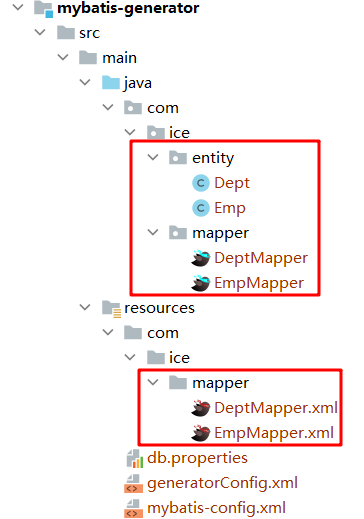 mybatis-generator
src
main
java
com
ice
entity
Dept
Emp
mapper
DeptMapper
EmpMapper
resources
com
ice
mapper
DeptMapper.xml
EmpMapper.xml
db.properties
generatorConfig.xml
mybatis-config.xml